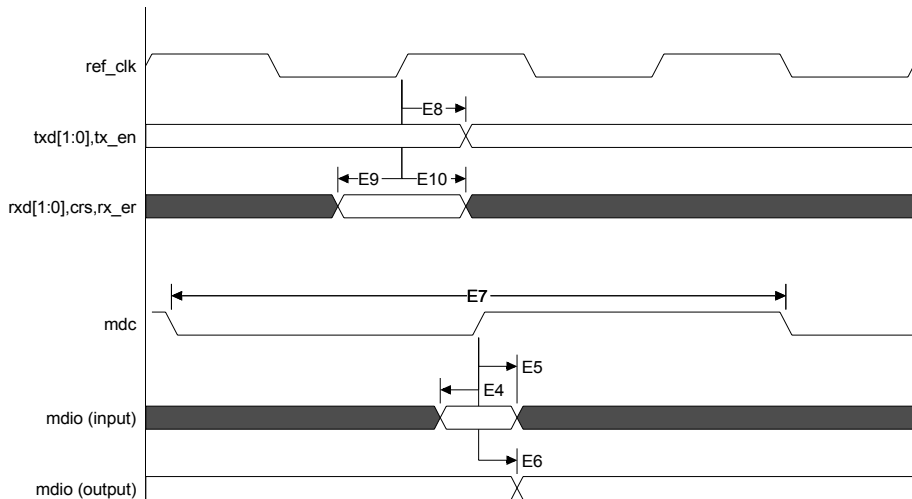 ref_clk
E8
txd[1:0],tx_en
E9
E10
rxd[1:0],crs,rx_er
E7
mdc
E5
E4
mdio (input)
E6
mdio (output)